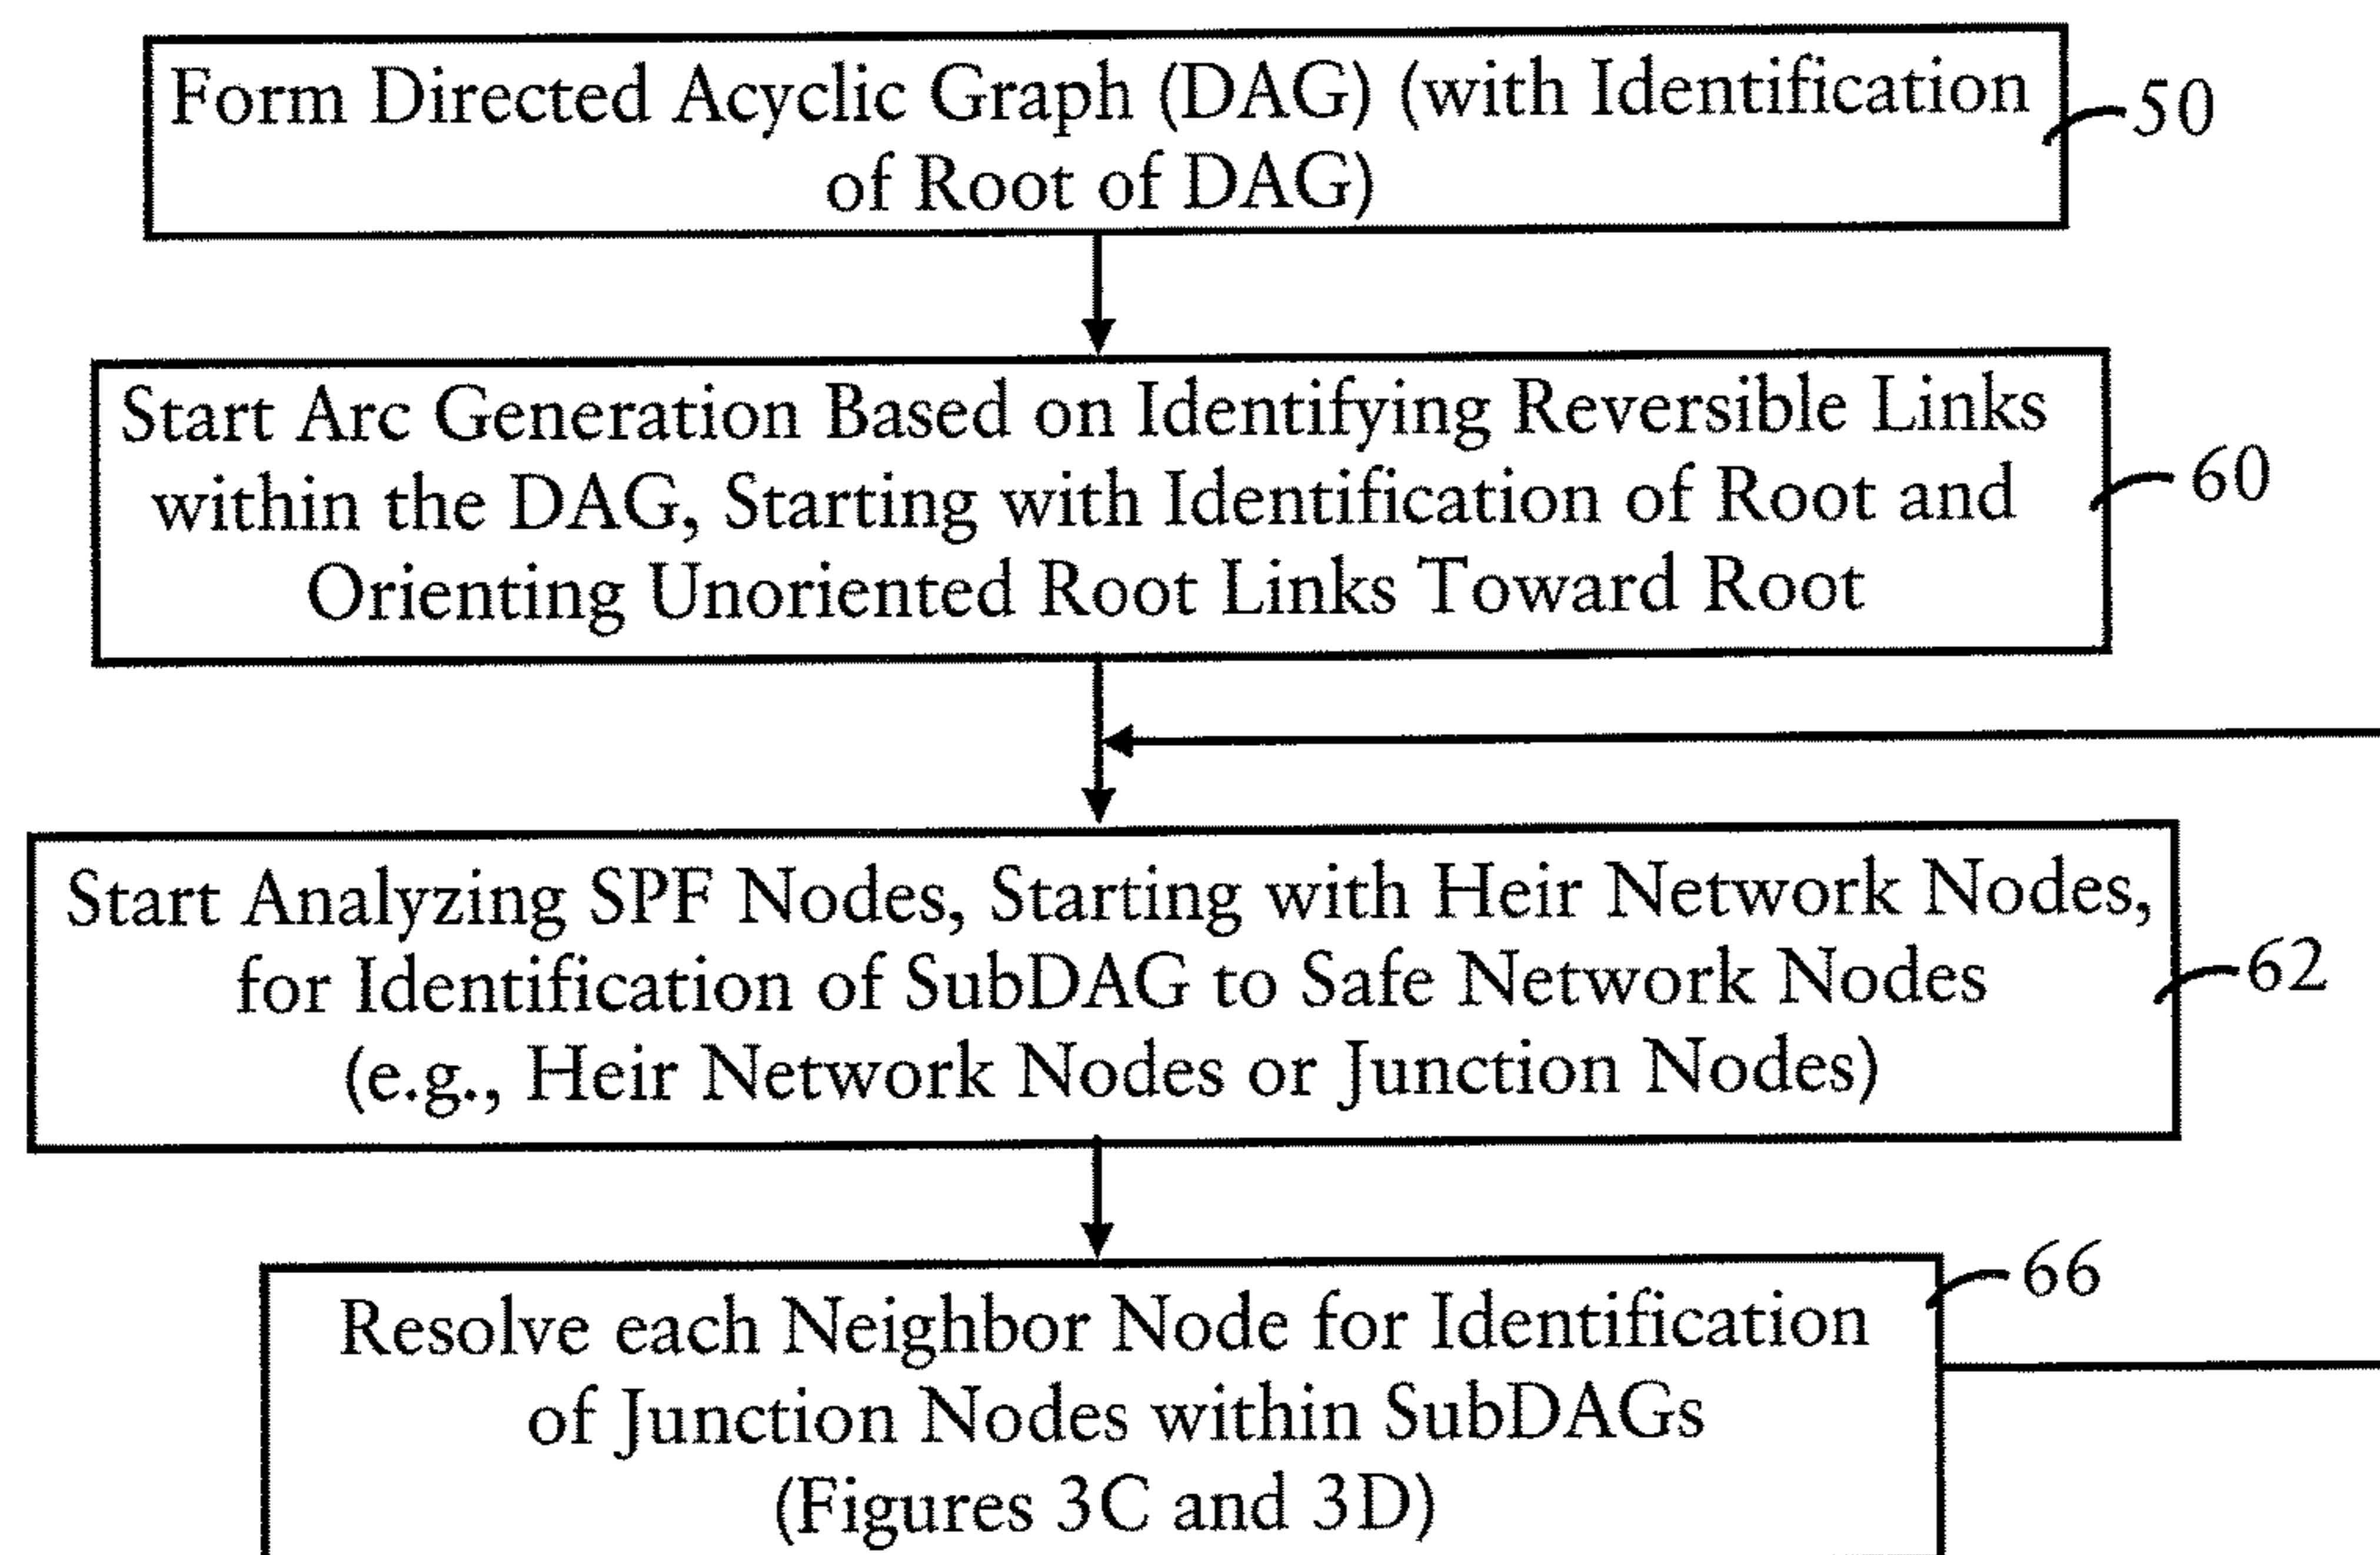 Form Directed Acyclic Graph (DAG) (with Identification
of Root of DAG)
50
Start Arc Generation Based on Identifying Reversible Links
within the DAG, Starting with Identification of Root and
Orienting Unoriented Root Links Toward Root
60
Start Analyzing SPF Nodes, Starting with Heir Network Nodes,
for Identification of SubDAG to Safe Network Nodes
(e.g., Heir Network Nodes or Junction Nodes)
62
66
Resolve each Neighbor Node for Identification
of Junction Nodes within SubDAGs
(Figures 3C and 3D)